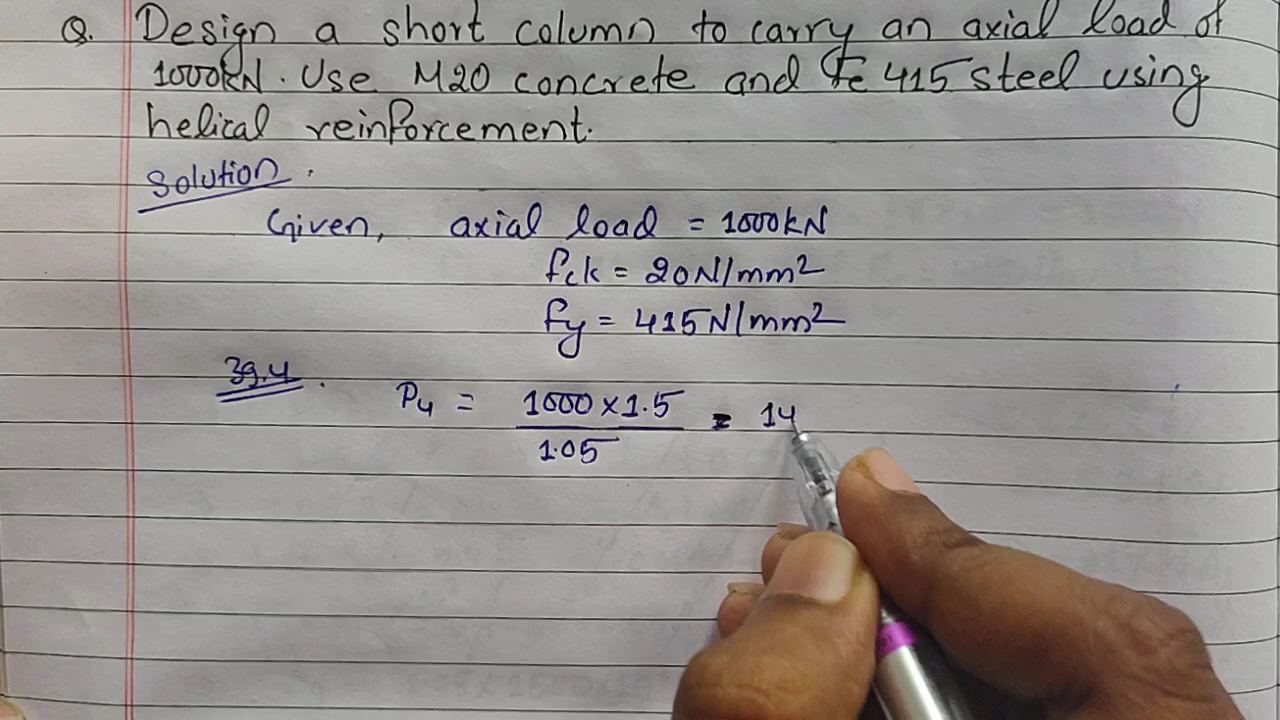 Q. Design a short column to carry an axial load of
1000kN. Use M20 concrete and Fe 415 steel using
helical reinforcement.
Solution.
Given, axial load = 1000kN
fck = 20N/mm²
fy = 415N/mm²
39.4. Pu = 1000×1.5 = 14
1.05